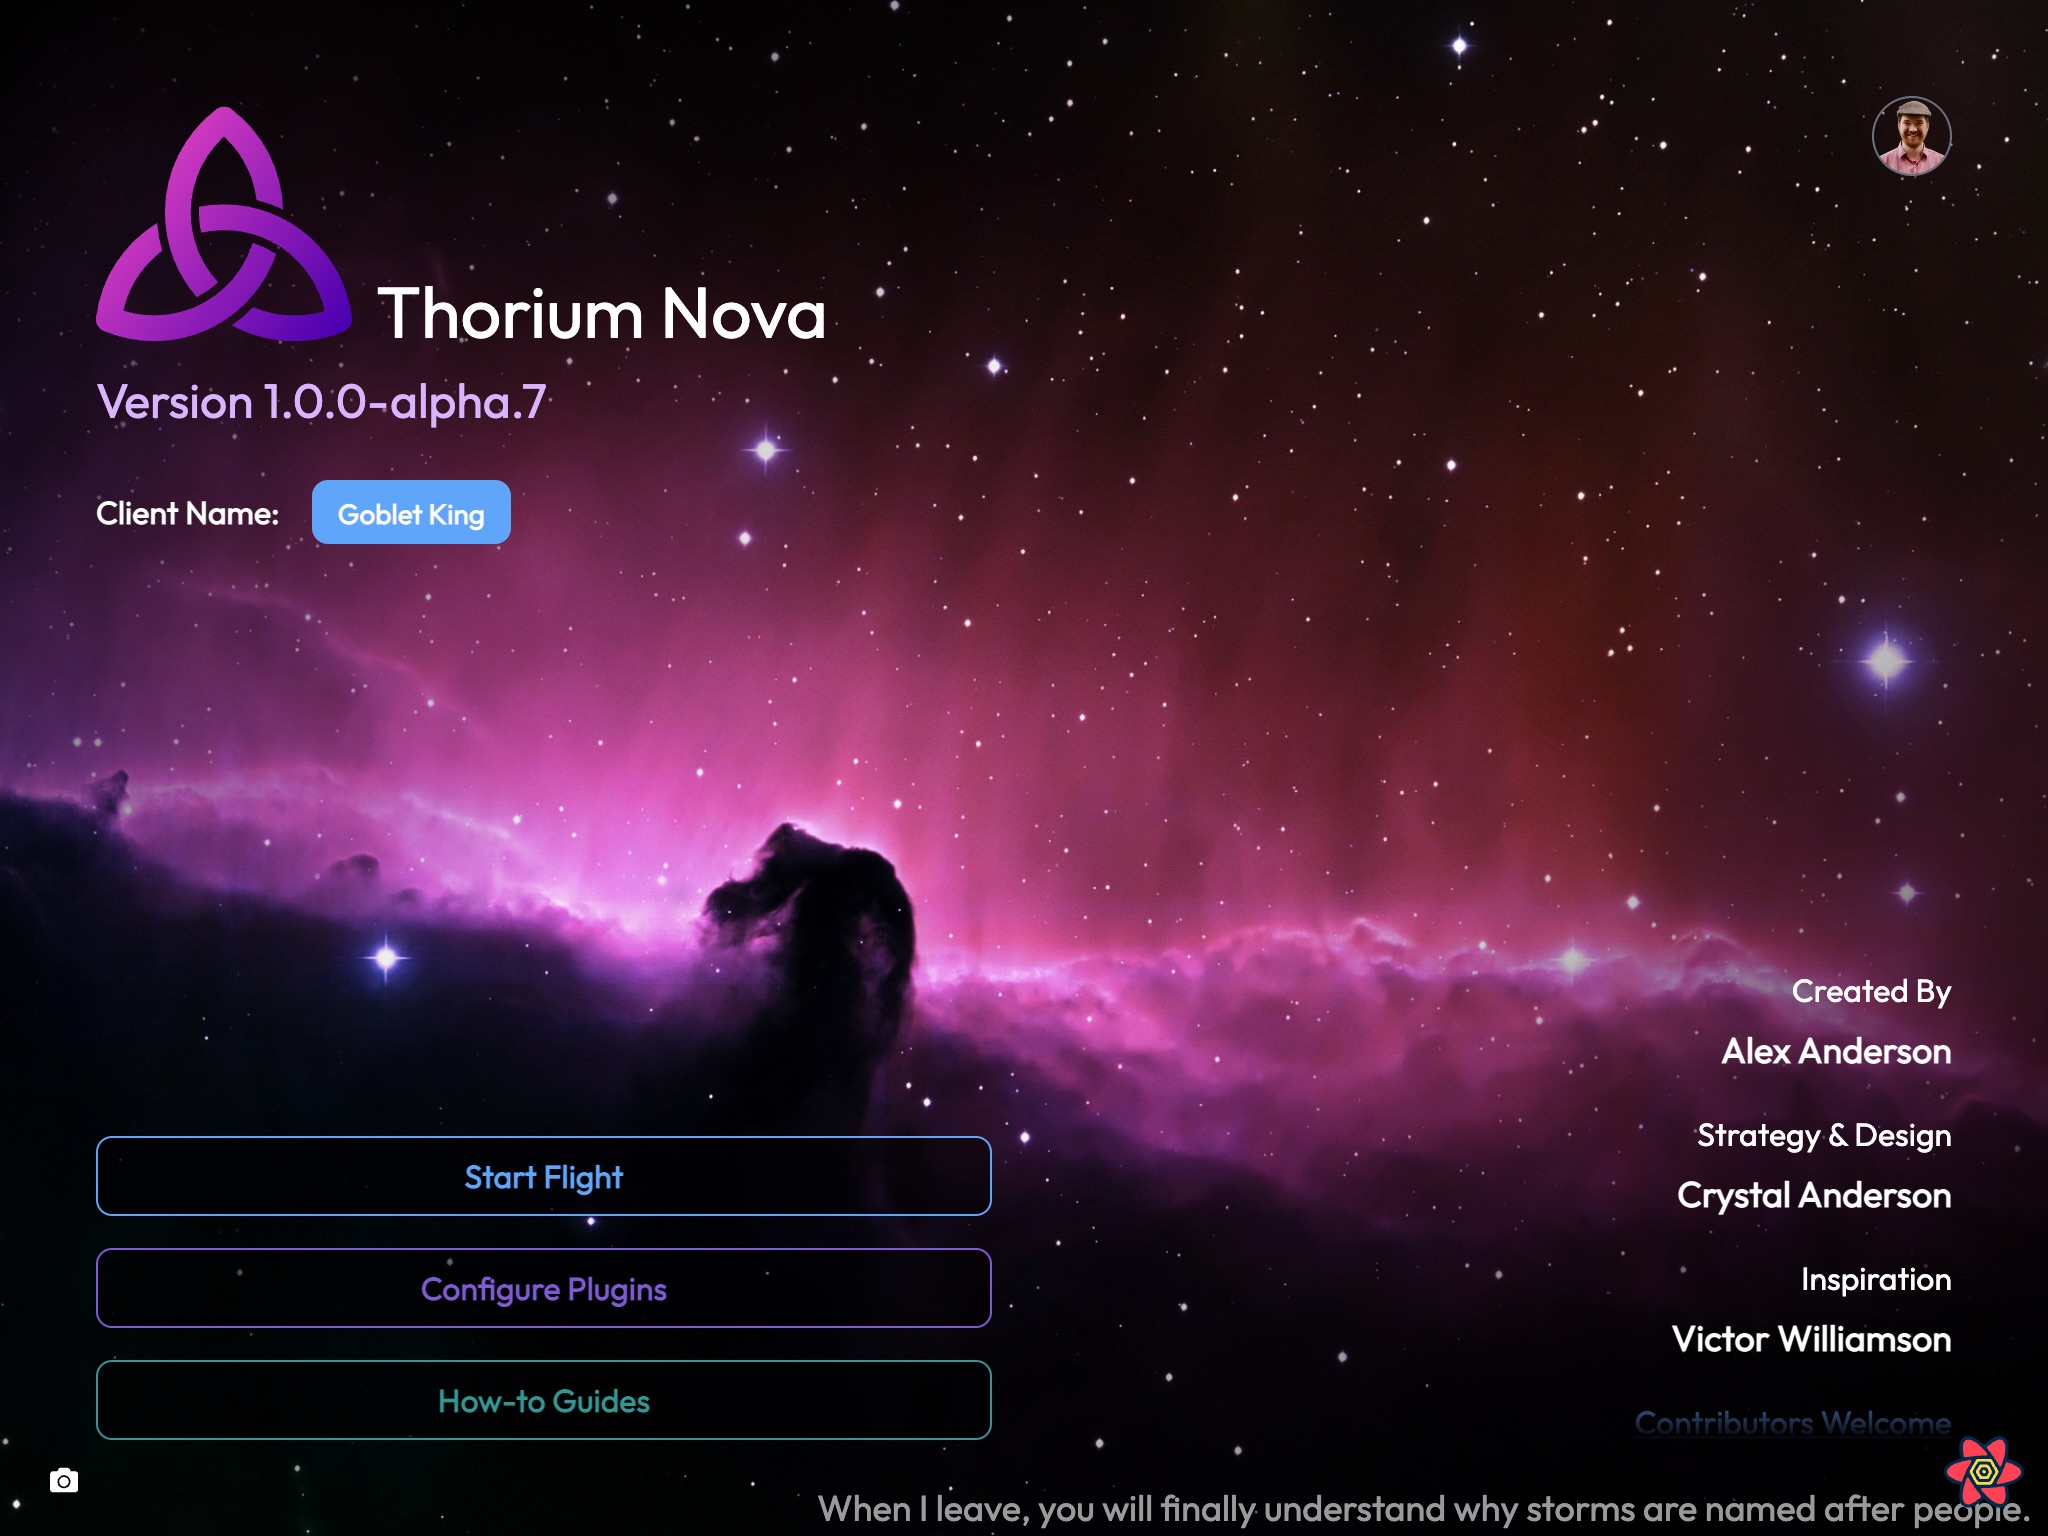 Thorium Nova
Version 1.0.0-alpha.7
Client Name: Goblet King
Start Flight
Configure Plugins
How-to Guides
Created By
Alex Anderson
Strategy & Design
Crystal Anderson
Inspiration
Victor Williamson
Contributors Welcome
When I leave, you will finally understand why storms are named after people.